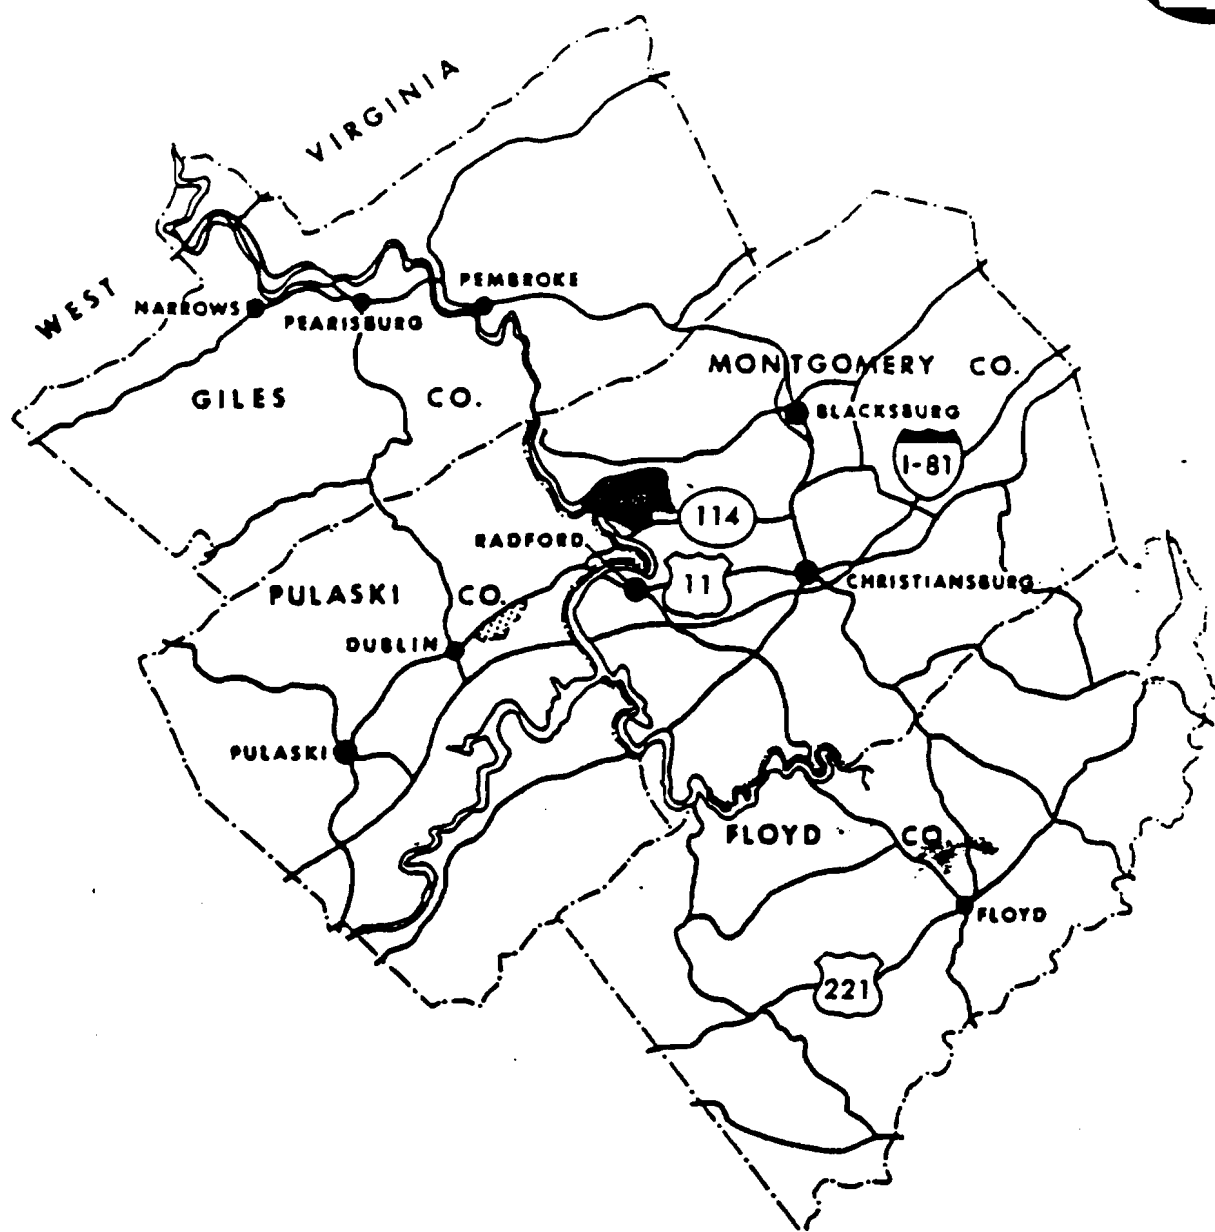 WEST VIRGINIA
PEMBROKE
NARROWS
PEARISBURG
GILES CO.
MONTGOMERY CO.
BLACKSBURG
I-81
114
RADFORD
11
CHRISTIANSBURG
PULASKI CO.
DUBLIN
PULASKI
FLOYD CO.
FLOYD
221